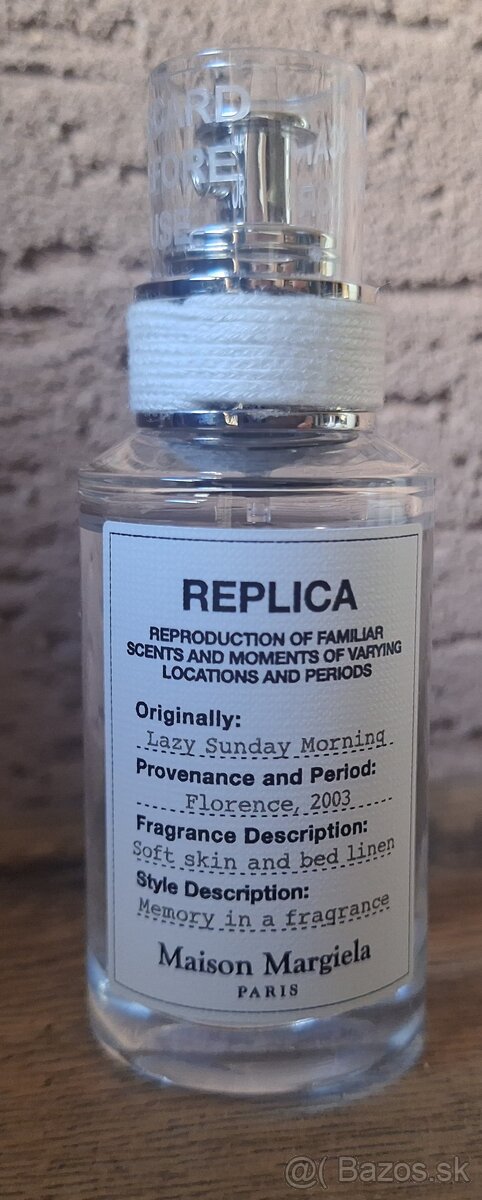 REPLICA
REPRODUCTION OF FAMILIAR
SCENTS AND MOMENTS OF VARYING
LOCATIONS AND PERIODS
Originally:
Lazy Sunday Morning
Provenance and Period:
Florence, 2003
Fragrance Description:
Soft skin and bed linen
Style Description:
Memory in a fragrance
Maison Margiela
PARIS
@( Bazos.sk